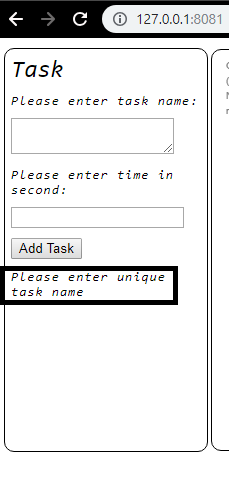 127.0.0.1:8081
Task
Please enter task name:
Please enter time in
second:
Add Task
Please enter unique
task name